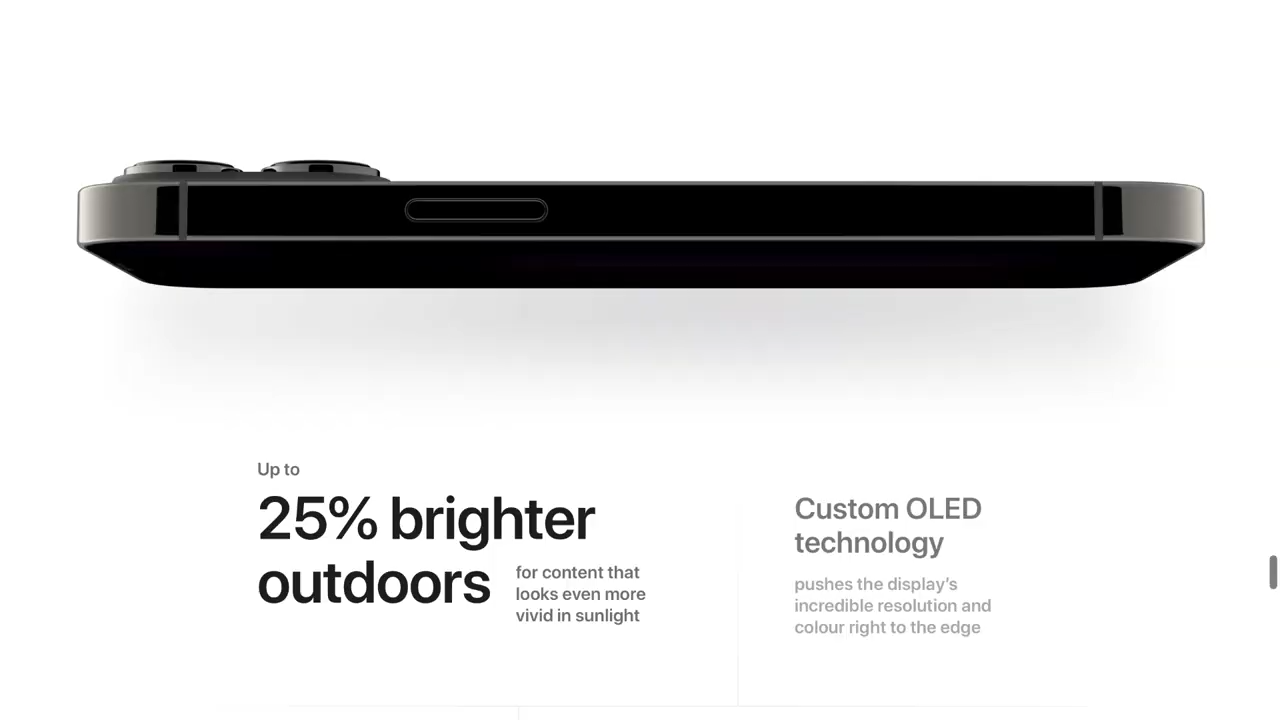 Up to
25% brighter
outdoors
for content that
looks even more
vivid in sunlight
Custom OLED
technology
pushes the display’s
incredible resolution and
colour right to the edge